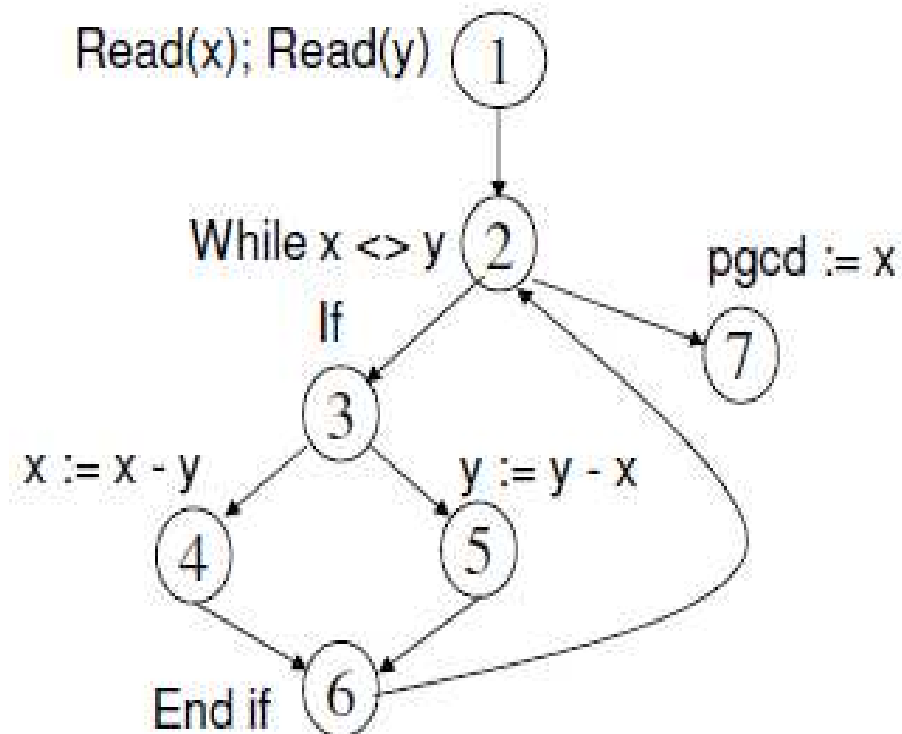 Read(x); Read(y) 1
While x <> y 2
pgcd := x
If
7
3
x := x - y
y := y - x
4
5
End if 6